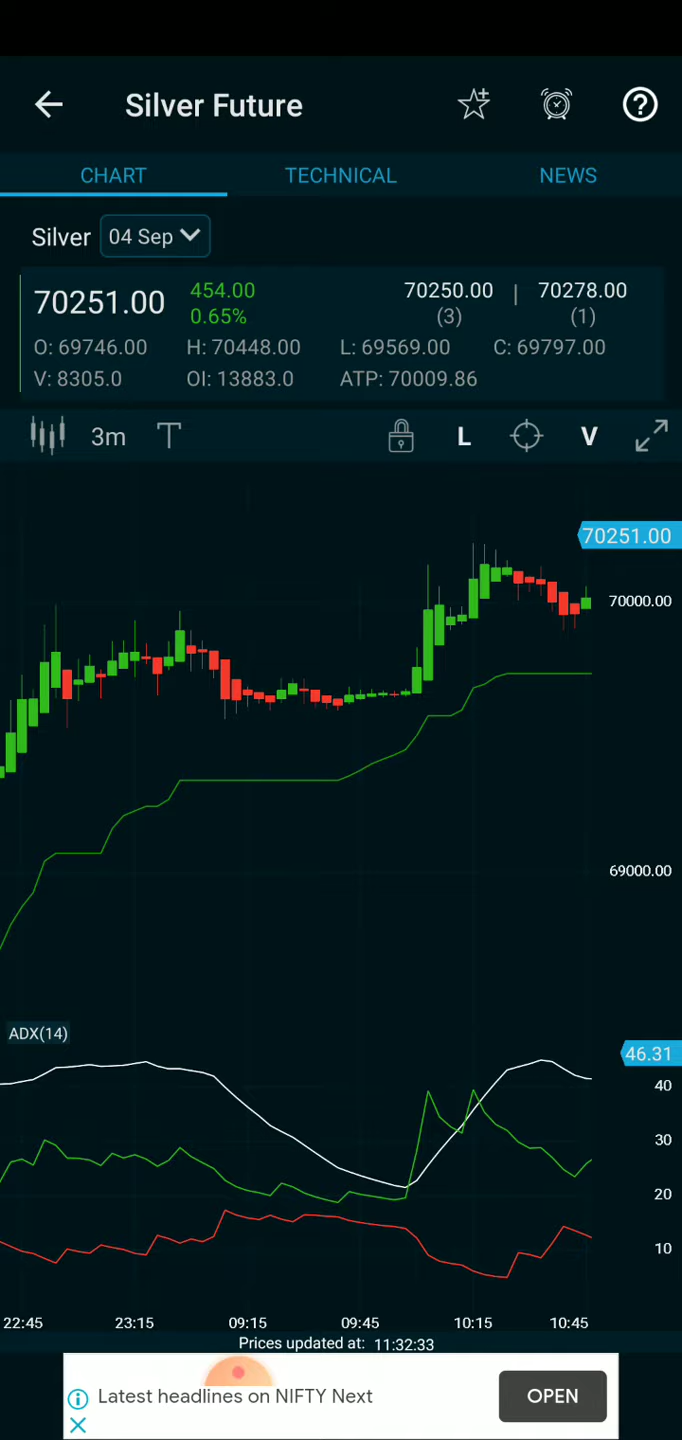 Silver Future
CHART TECHNICAL NEWS
Silver 04 Sep
70251.00 454.00 0.65% 70250.00 (3) | 70278.00 (1)
O: 69746.00 H: 70448.00 L: 69569.00 C: 69797.00
V: 8305.0 OI: 13883.0 ATP: 70009.86
3m T L V
70251.00
70000.00
69000.00
ADX(14)
46.31
40
30
20
10
22:45 23:15 09:15 09:45 10:15 10:45
Prices updated at: 11:32:33
Latest headlines on NIFTY Next OPEN